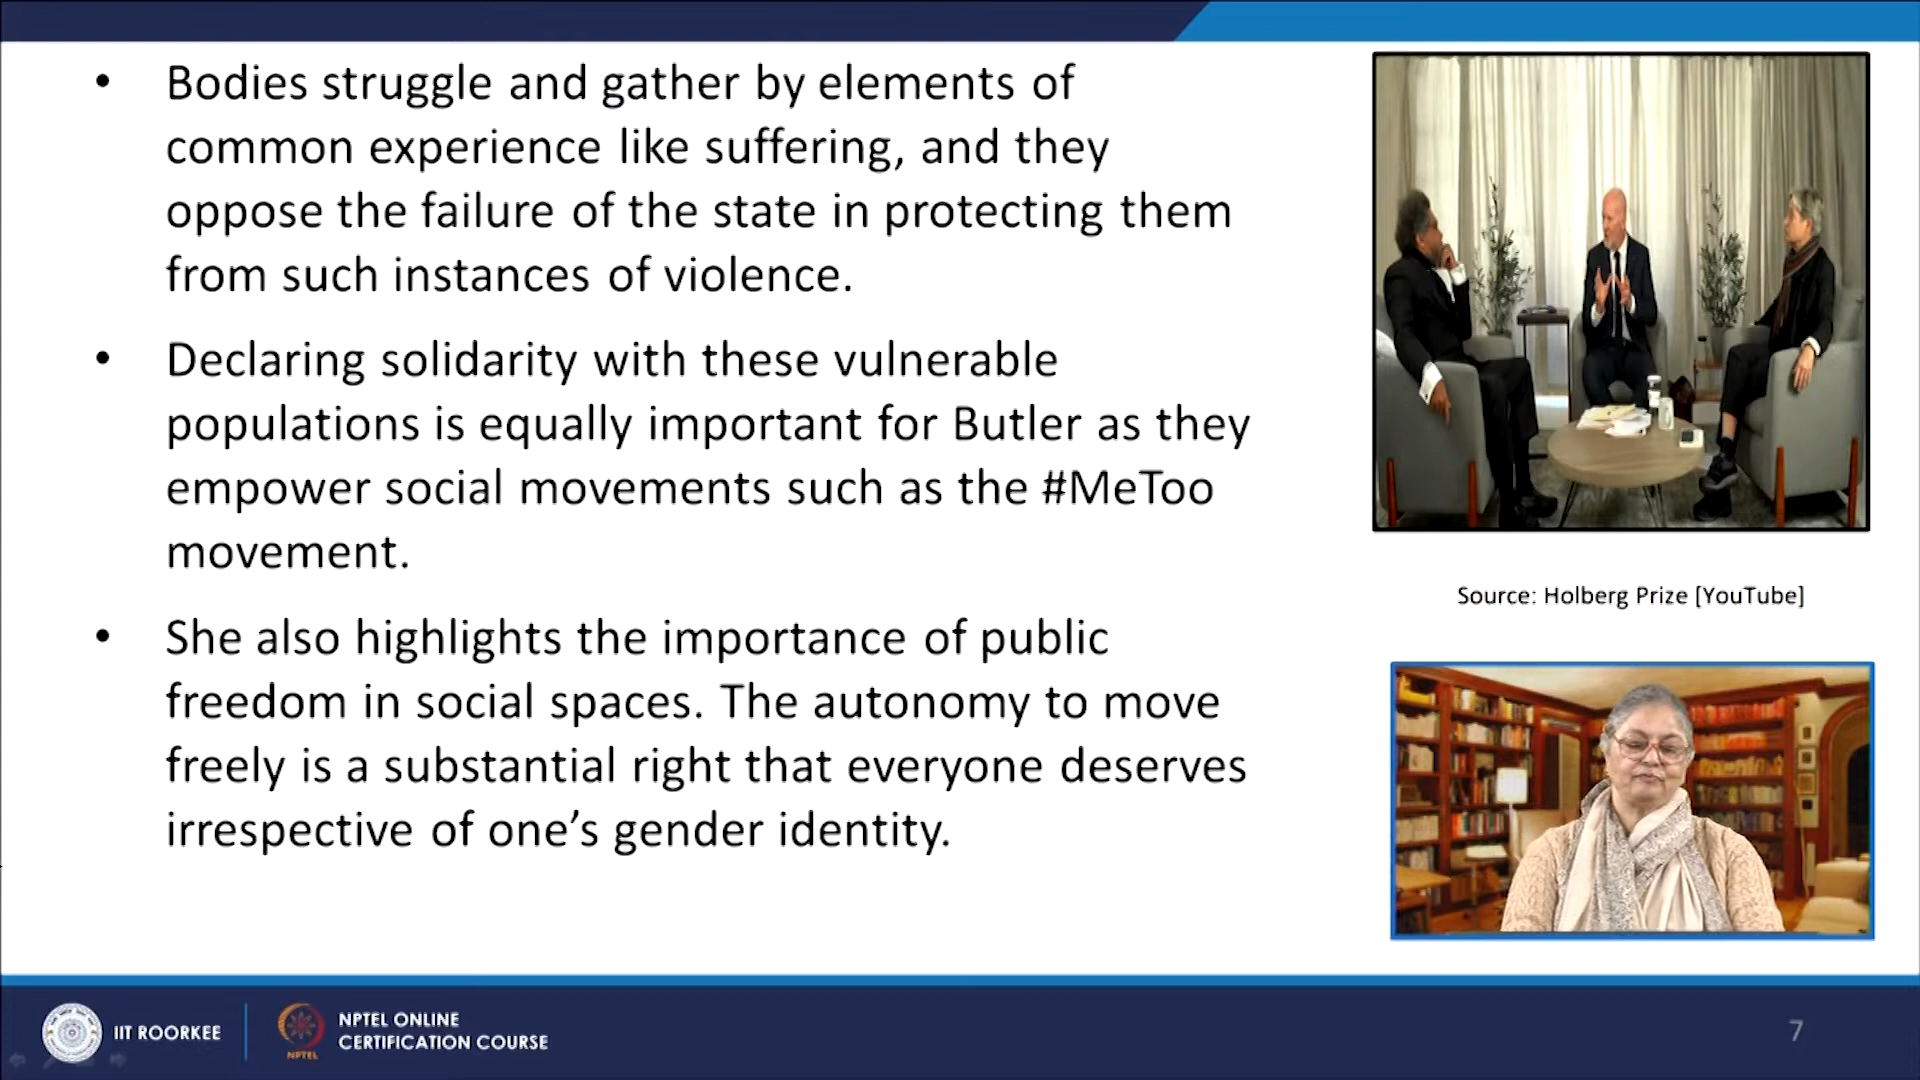 • Bodies struggle and gather by elements of
common experience like suffering, and they
oppose the failure of the state in protecting them
from such instances of violence.
• Declaring solidarity with these vulnerable
populations is equally important for Butler as they
empower social movements such as the #MeToo
movement.
• She also highlights the importance of public
freedom in social spaces. The autonomy to move
freely is a substantial right that everyone deserves
irrespective of one’s gender identity.
Source: Holberg Prize [YouTube]
IIT ROORKEE
NPTEL
NPTEL ONLINE
CERTIFICATION COURSE
7